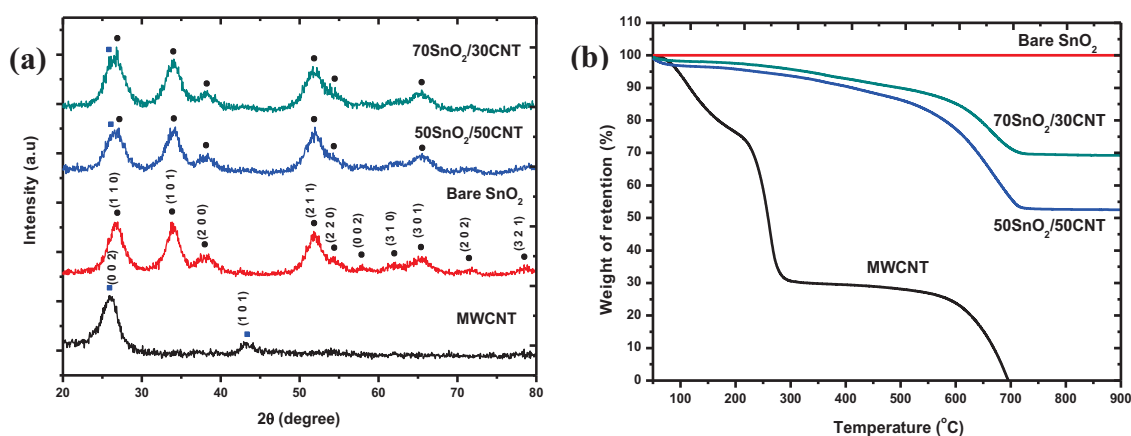 (a)
70SnO2/30CNT
50SnO2/50CNT
Bare SnO2
MWCNT
(1 1 0)
(1 0 1)
(2 0 0)
(2 1 1)
(2 2 0)
(0 0 2)
(3 1 0)
(3 0 1)
(2 0 2)
(3 2 1)
(0 0 2)
(1 0 1)
Intensity (a.u)
20 30 40 50 60 70 80
2θ (degree)
(b)
Bare SnO2
70SnO2/30CNT
50SnO2/50CNT
MWCNT
Weight of retention (%)
110
100
90
80
70
60
50
40
30
20
10
0
100 200 300 400 500 600 700 800 900
Temperature (°C)